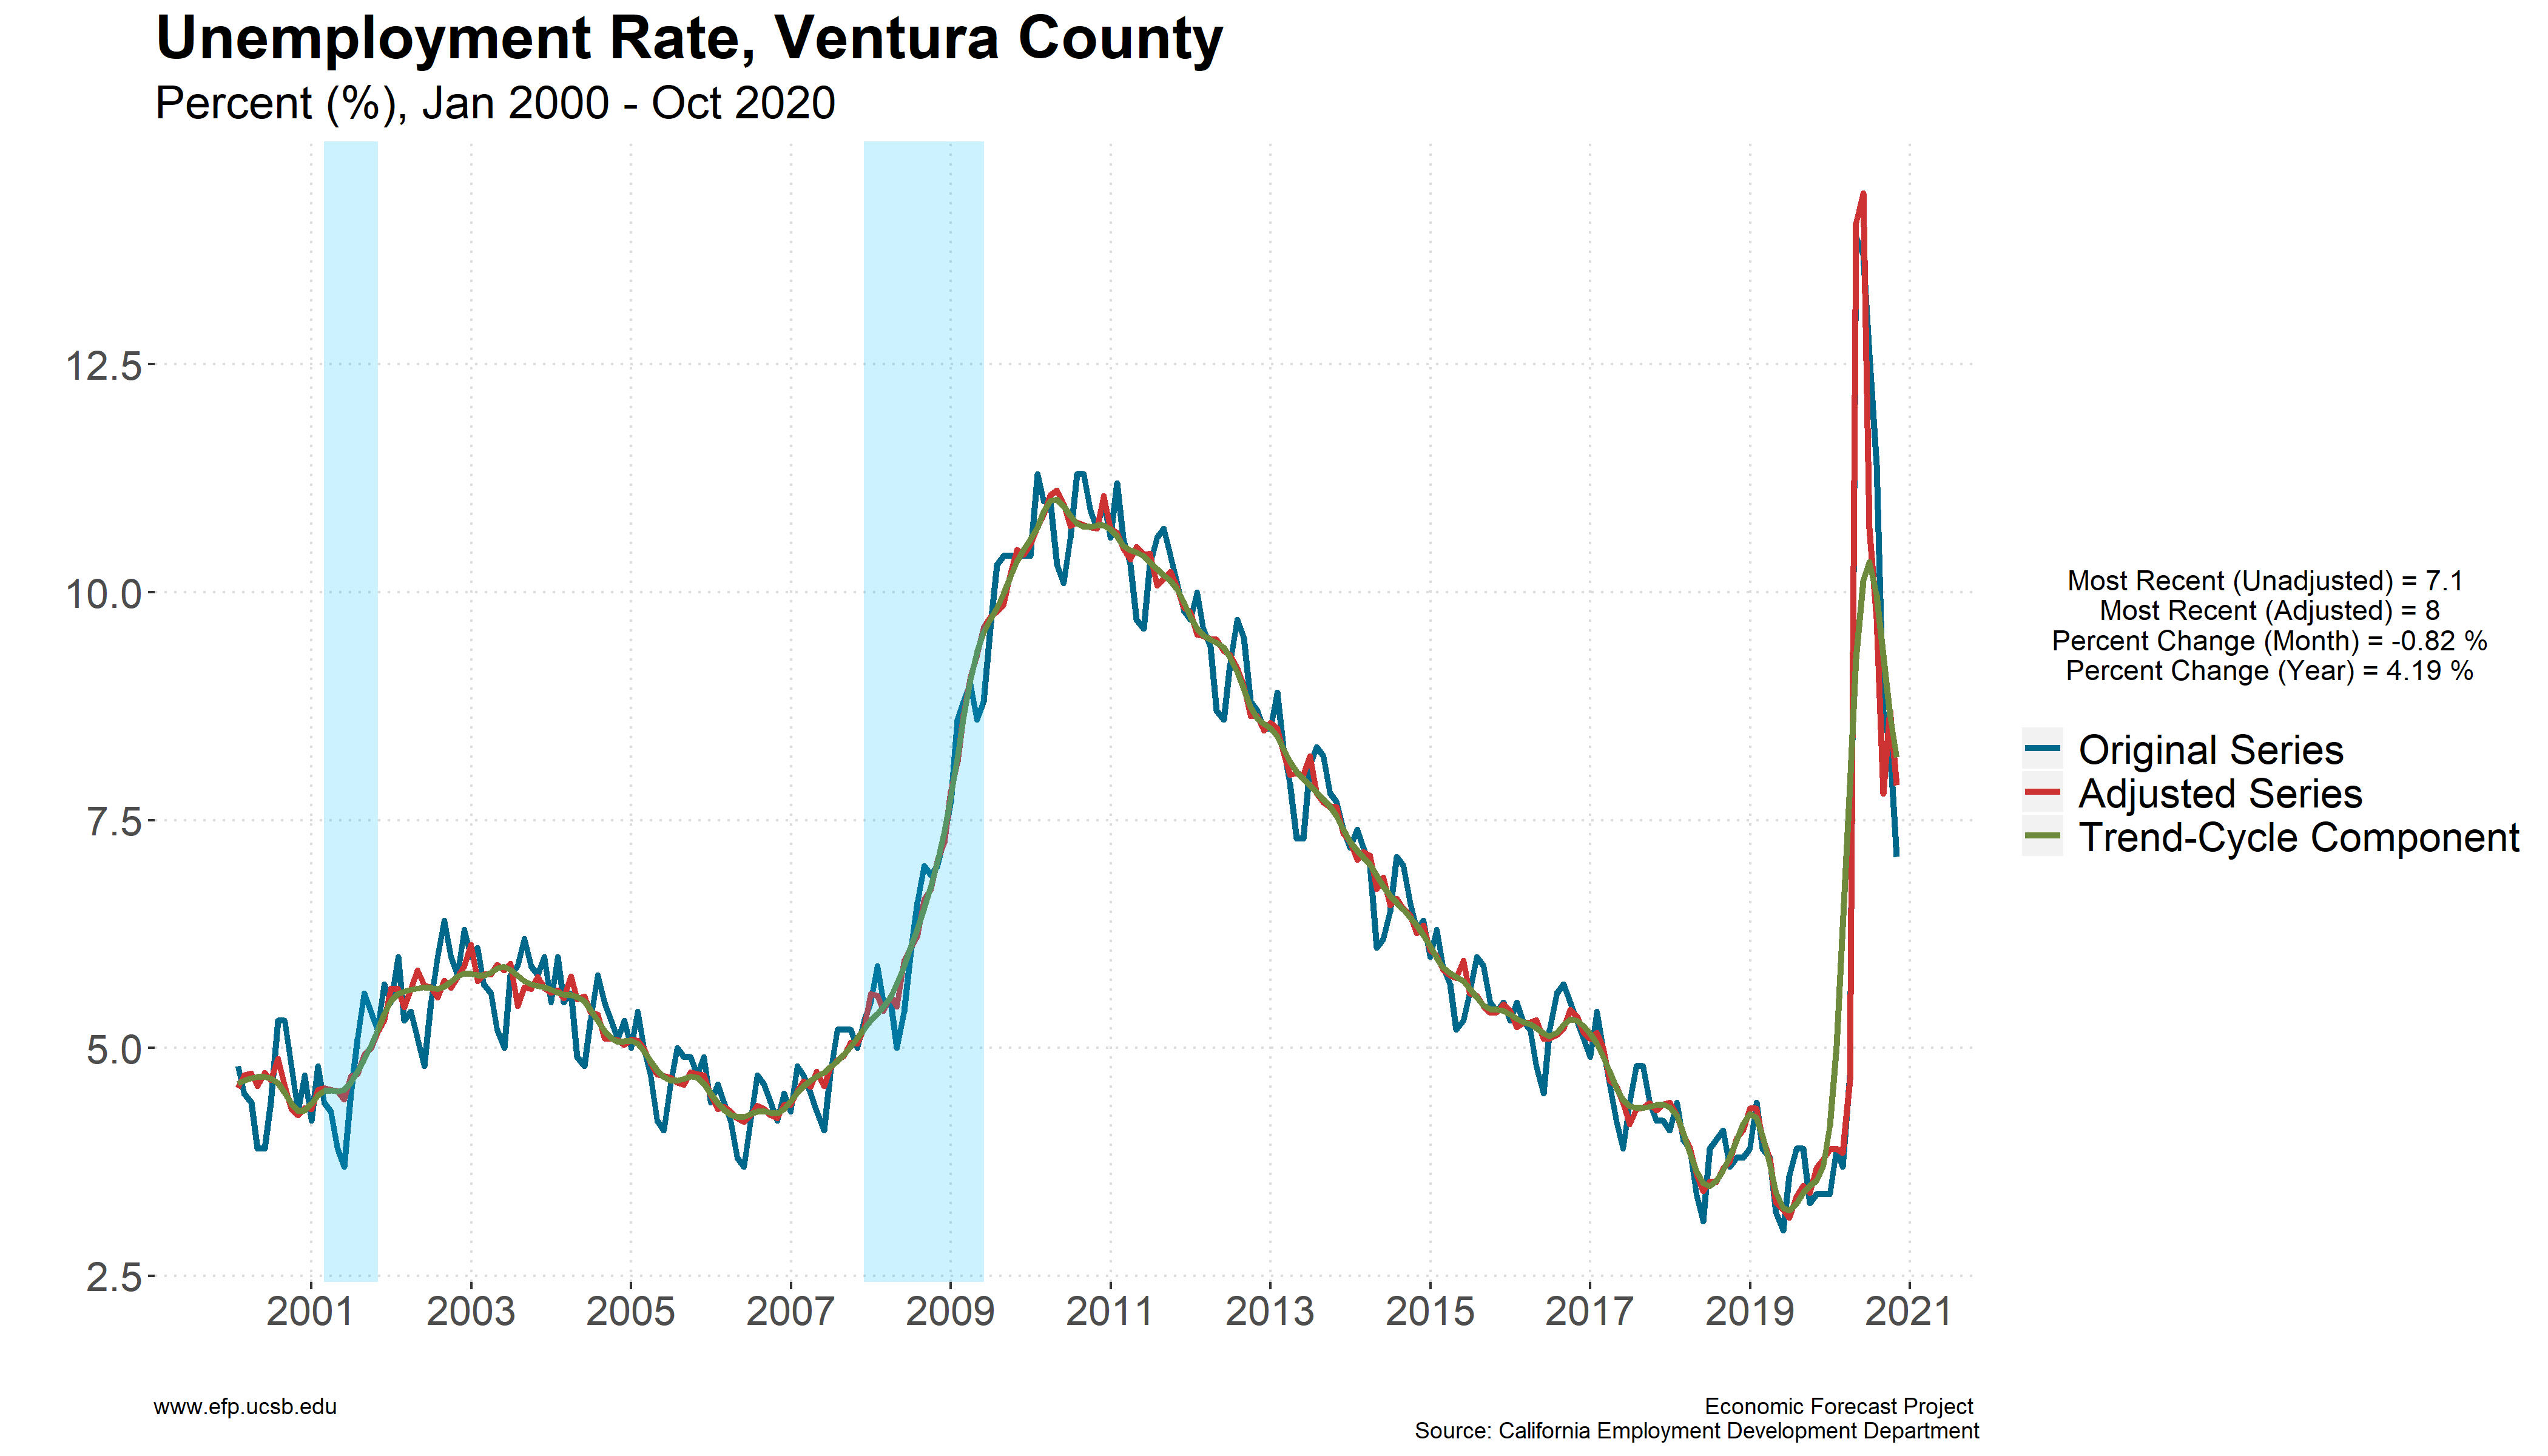 Unemployment Rate, Ventura County
Percent (%), Jan 2000 - Oct 2020
12.5
10.0
7.5
5.0
2.5
2001 2003 2005 2007 2009 2011 2013 2015 2017 2019 2021
Most Recent (Unadjusted) = 7.1
Most Recent (Adjusted) = 8
Percent Change (Month) = -0.82 %
Percent Change (Year) = 4.19 %
Original Series
Adjusted Series
Trend-Cycle Component
www.efp.ucsb.edu
Economic Forecast Project
Source: California Employment Development Department